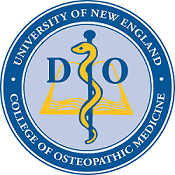 UNIVERSITY OF NEW ENGLAND
D O
COLLEGE OF OSTEOPATHIC MEDICINE